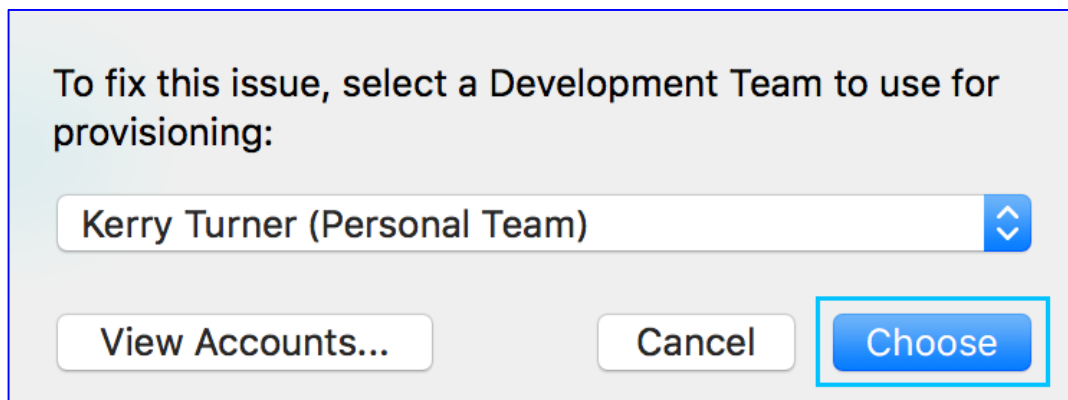 To fix this issue, select a Development Team to use for
provisioning:
Kerry Turner (Personal Team)
View Accounts...
Cancel
Choose